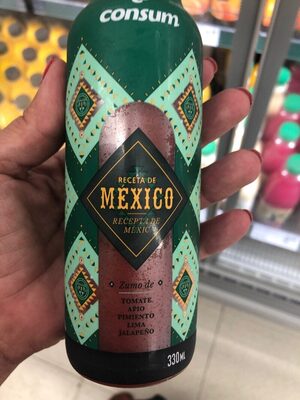 consum.
RECETA DE
MÉXICO
RECEPTA DE
MÈXIC
Zumo de
TOMATE,
APIO
PIMIENTO
LIMA
JALAPEÑO
330ML